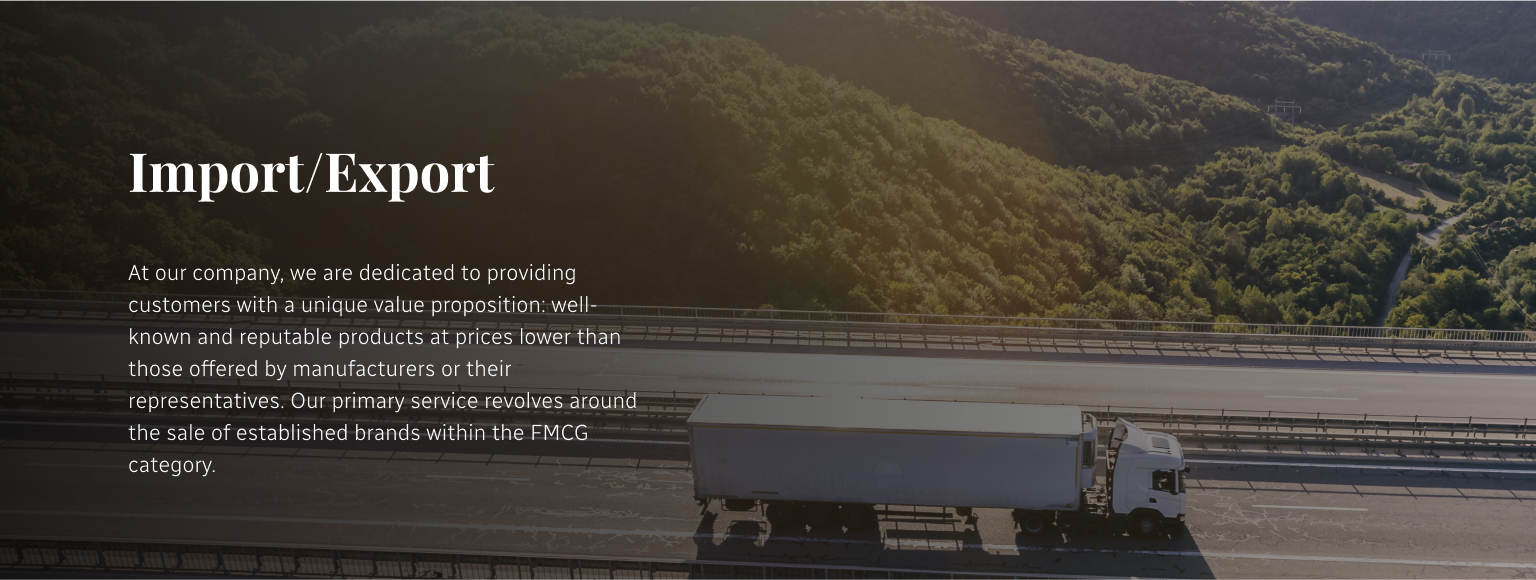 Import/Export
At our company, we are dedicated to providing
customers with a unique value proposition: well-
known and reputable products at prices lower than
those offered by manufacturers or their
representatives. Our primary service revolves around
the sale of established brands within the FMCG
category.